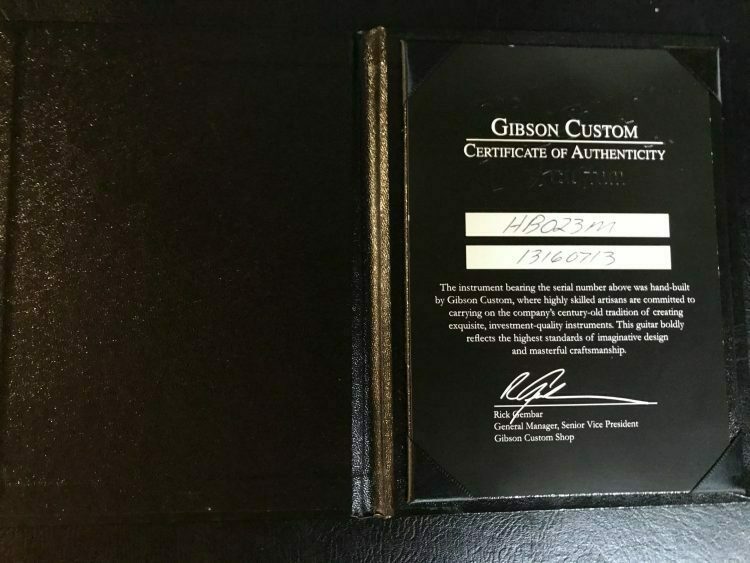 GIBSON CUSTOM
CERTIFICATE OF AUTHENTICITY
HB023M
13160713
The instrument bearing the serial number above was hand-built
by Gibson Custom, where highly skilled artisans are committed to
carrying on the company's century-old tradition of creating
exquisite, investment-quality instruments. This guitar boldly
reflects the highest standards of imaginative design
and masterful craftsmanship.
Rick Gembar
General Manager, Senior Vice President
Gibson Custom Shop